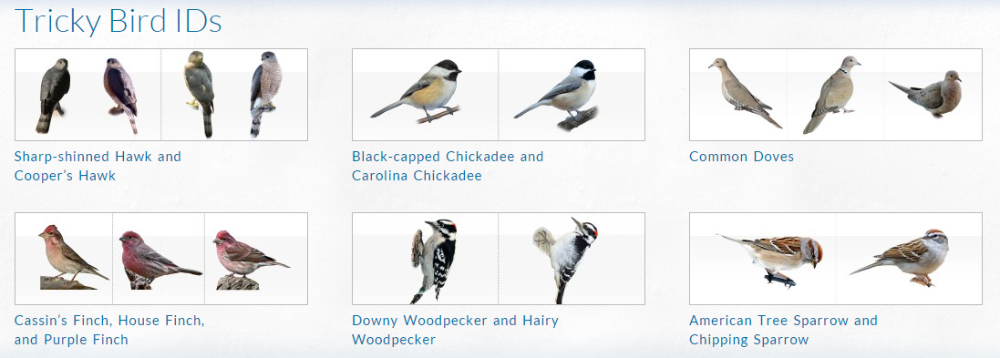 Tricky Bird IDs
Sharp-shinned Hawk and
Cooper’s Hawk
Black-capped Chickadee and
Carolina Chickadee
Common Doves
Cassin’s Finch, House Finch,
and Purple Finch
Downy Woodpecker and Hairy
Woodpecker
American Tree Sparrow and
Chipping Sparrow